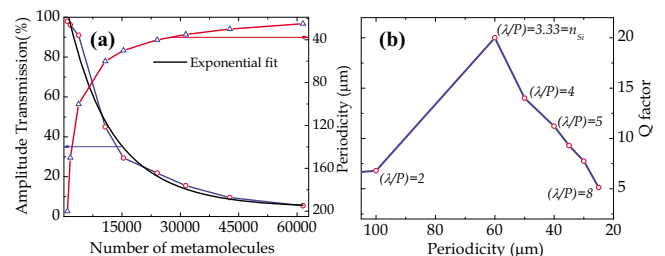 (a)
Exponential fit
Amplitude Transmission(%)
100
80
60
40
20
0
15000
30000
45000
60000
Number of metamolecules
40
80
120
160
200
Periodicity (μm)
(b)
(λ/P)=3.33=nSi
(λ/P)=4
(λ/P)=5
(λ/P)=2
(λ/P)=8
20
15
10
5
Q factor
100
80
60
40
20
Periodicity (μm)